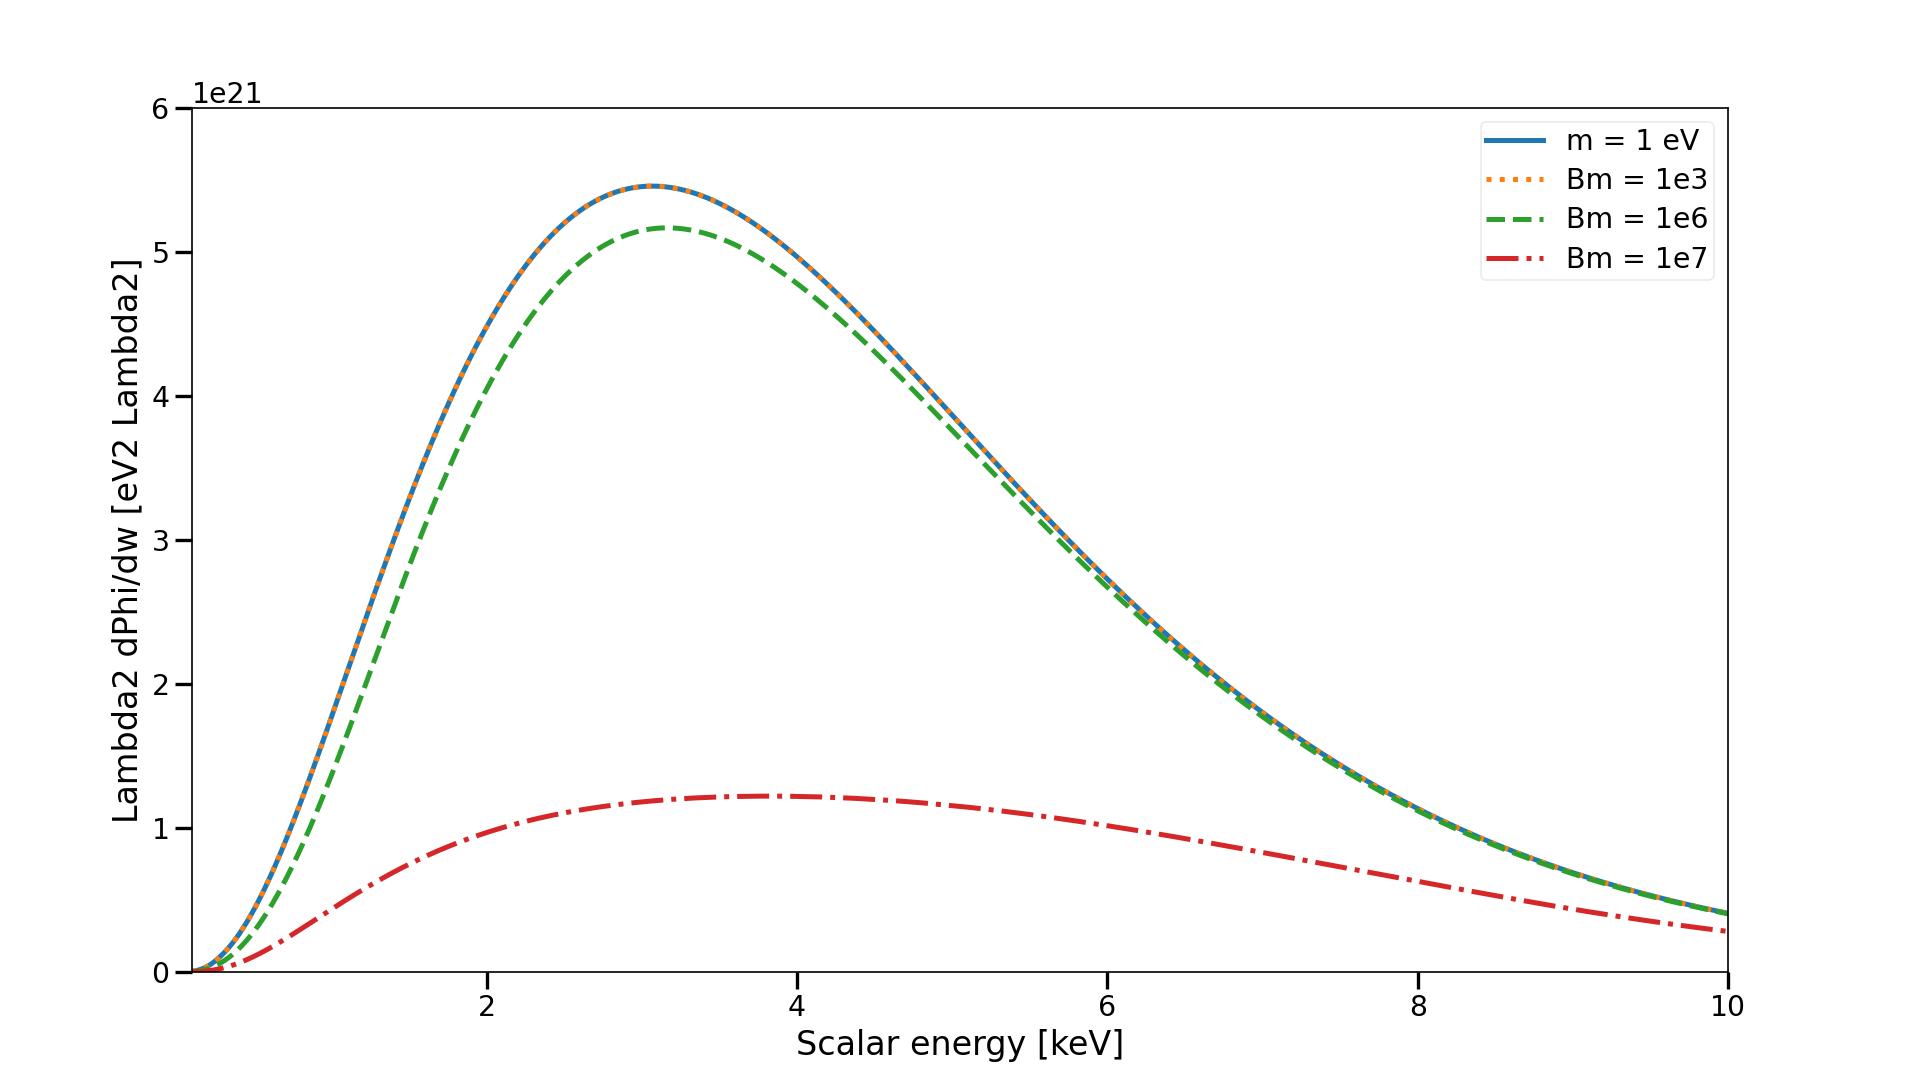 1e21
6
5
4
3
2
1
0
Lambda2 dPhi/dw [eV2 Lambda2]
m = 1 eV
Bm = 1e3
Bm = 1e6
Bm = 1e7
2 4 6 8 10
Scalar energy [keV]